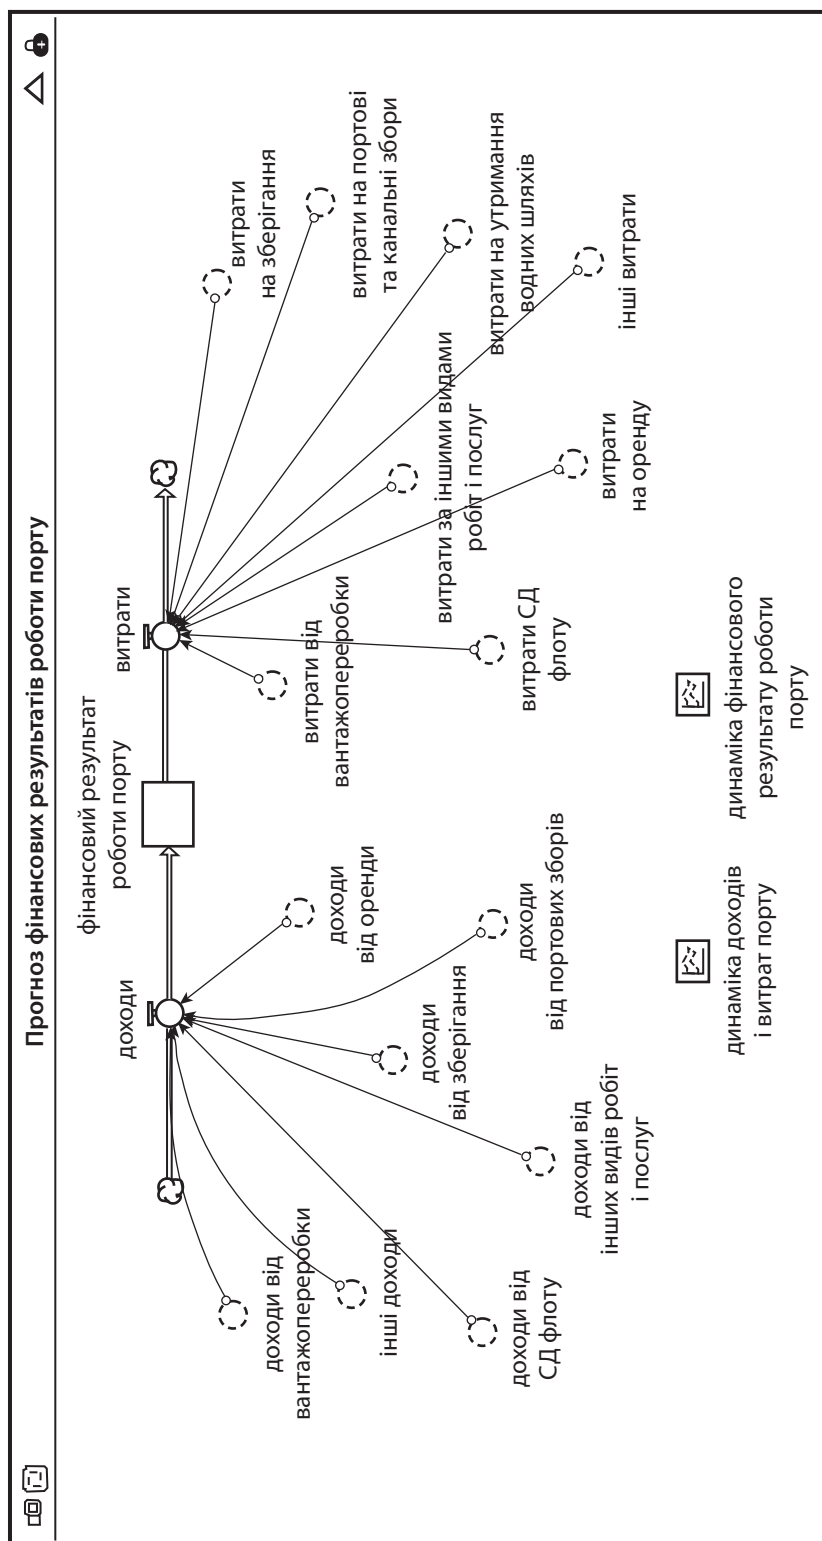 Прогноз фінансових результатів роботи порту
фінансовий результат
роботи порту
доходи
витрати
доходи від
вантажопереробки
інші доходи
доходи від
СД флоту
доходи від
інших видів робіт
і послуг
доходи
від зберігання
доходи
від портових зборів
доходи
від оренди
витрати від
вантажопереробки
витрати СД
флоту
витрати за іншими видами
робіт і послуг
витрати
на оренду
витрати
на зберігання
витрати на портові
та канальні збори
витрати на утримання
водних шляхів
інші витрати
динаміка доходів
і витрат порту
динаміка фінансового
результату роботи
порту